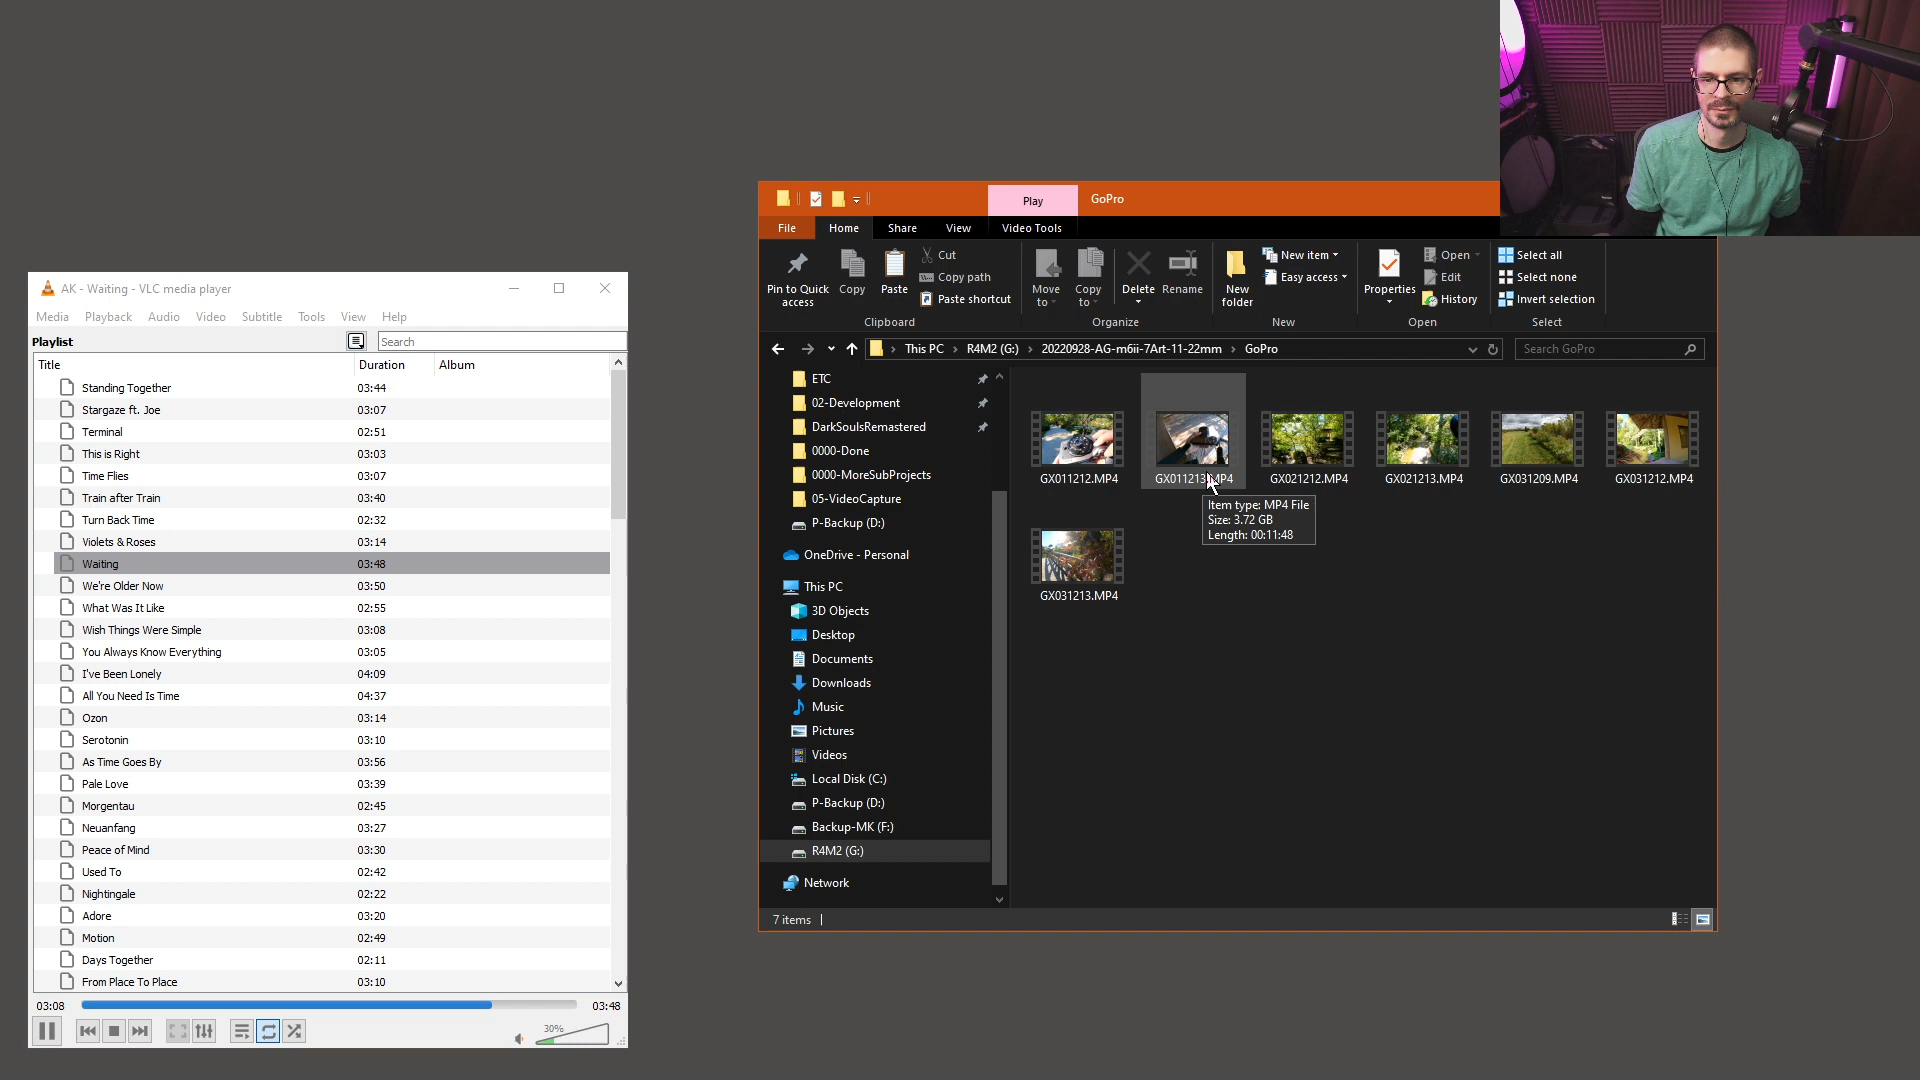 AK - Waiting - VLC media player
Media Playback Audio Video Subtitle Tools View Help
Playlist
Search
Title Duration Album
Standing Together 03:44
Stargaze ft. Joe 03:07
Terminal 02:51
This is Right 03:03
Time Flies 03:07
Train after Train 03:40
Turn Back Time 02:32
Violets & Roses 03:14
Waiting 03:48
We're Older Now 03:50
What Was It Like 02:55
Wish Things Were Simple 03:08
You Always Know Everything 03:05
I've Been Lonely 04:09
All You Need Is Time 04:37
Ozon 03:14
Serotonin 03:10
As Time Goes By 03:56
Pale Love 03:39
Morgentau 02:45
Neuanfang 03:27
Peace of Mind 03:30
Used To 02:42
Nightingale 02:22
Adore 03:20
Motion 02:49
Days Together 02:11
From Place To Place 03:10
03:08 03:48
30%
Play GoPro
File Home Share View Video Tools
Pin to Quick access
Copy
Paste
Cut
Copy path
Paste shortcut
Clipboard
Move to
Copy to
Delete
Rename
Organize
New folder
New item
Easy access
New
Properties
Open
Edit
History
Open
Select all
Select none
Invert selection
Select
This PC R4M2 (G:) 20220928-AG-m6ii-7Art-11-22mm GoPro
Search GoPro
ETC
02-Development
DarkSoulsRemastered
0000-Done
0000-MoreSubProjects
05-VideoCapture
P-Backup (D:)
OneDrive - Personal
This PC
3D Objects
Desktop
Documents
Downloads
Music
Pictures
Videos
Local Disk (C:)
P-Backup (D:)
Backup-MK (F:)
R4M2 (G:)
Network
GX011212.MP4 GX011213.MP4 GX021212.MP4 GX021213.MP4 GX031209.MP4 GX031212.MP4
Item type: MP4 File
Size: 3.72 GB
Length: 00:11:48
GX031213.MP4
7 items